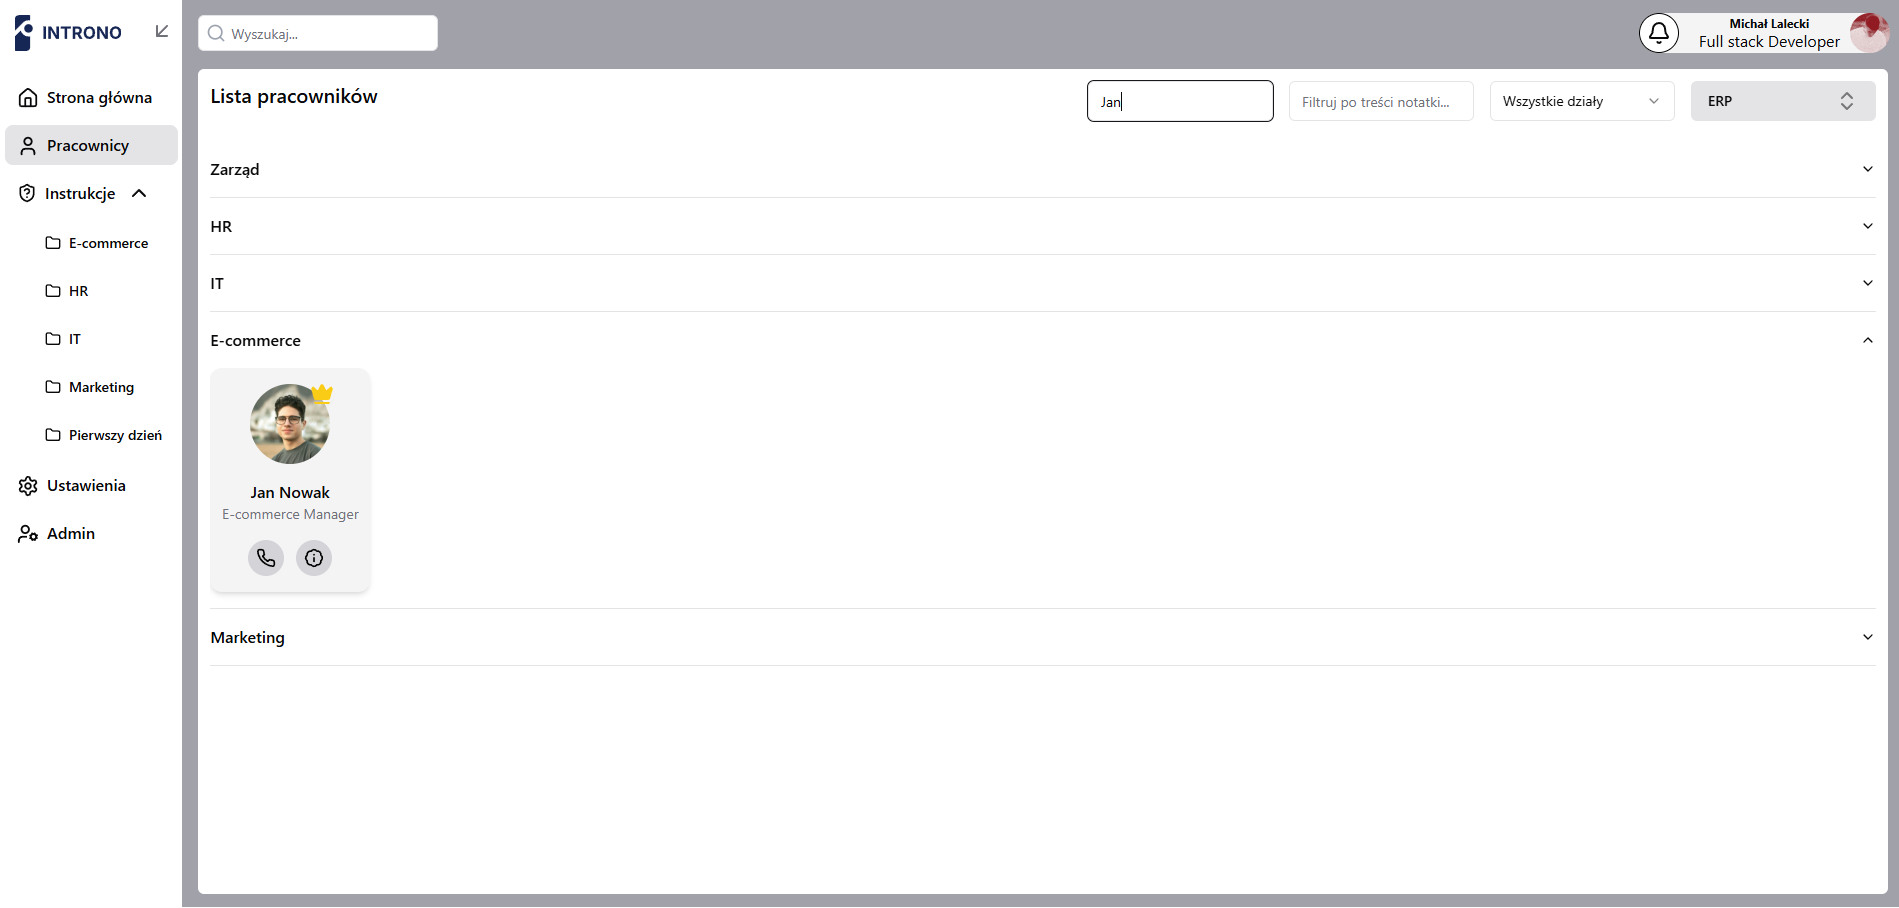 INTRONO
Wyszukaj...
Michał Lalecki
Full stack Developer
Strona główna
Pracownicy
Instrukcje
E-commerce
HR
IT
Marketing
Pierwszy dzień
Ustawienia
Admin
Lista pracowników
Jan
Filtruj po treści notatki...
Wszystkie działy
ERP
Zarząd
HR
IT
E-commerce
Jan Nowak
E-commerce Manager
Marketing